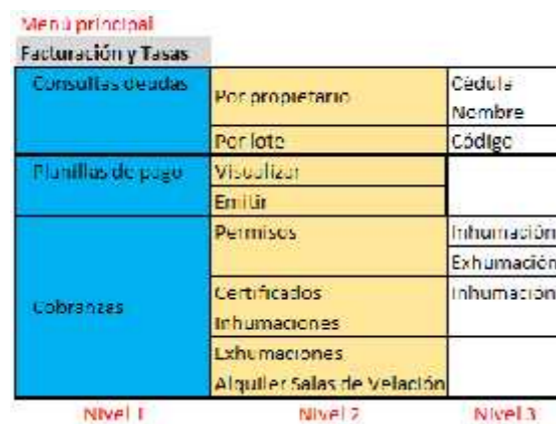 Menú principal
Facturación y Tasas
Consultas deudas
Por propietario
Cédula
Nombre
Por lote
Código
Planillas de pago
Visualizar
Emitir
Cobranzas
Permisos
Inhumación
Exhumación
Certificados
Inhumación
Inhumaciones
Exhumaciones
Alquiler Salas de Velación
Nivel 1 Nivel 2 Nivel 3